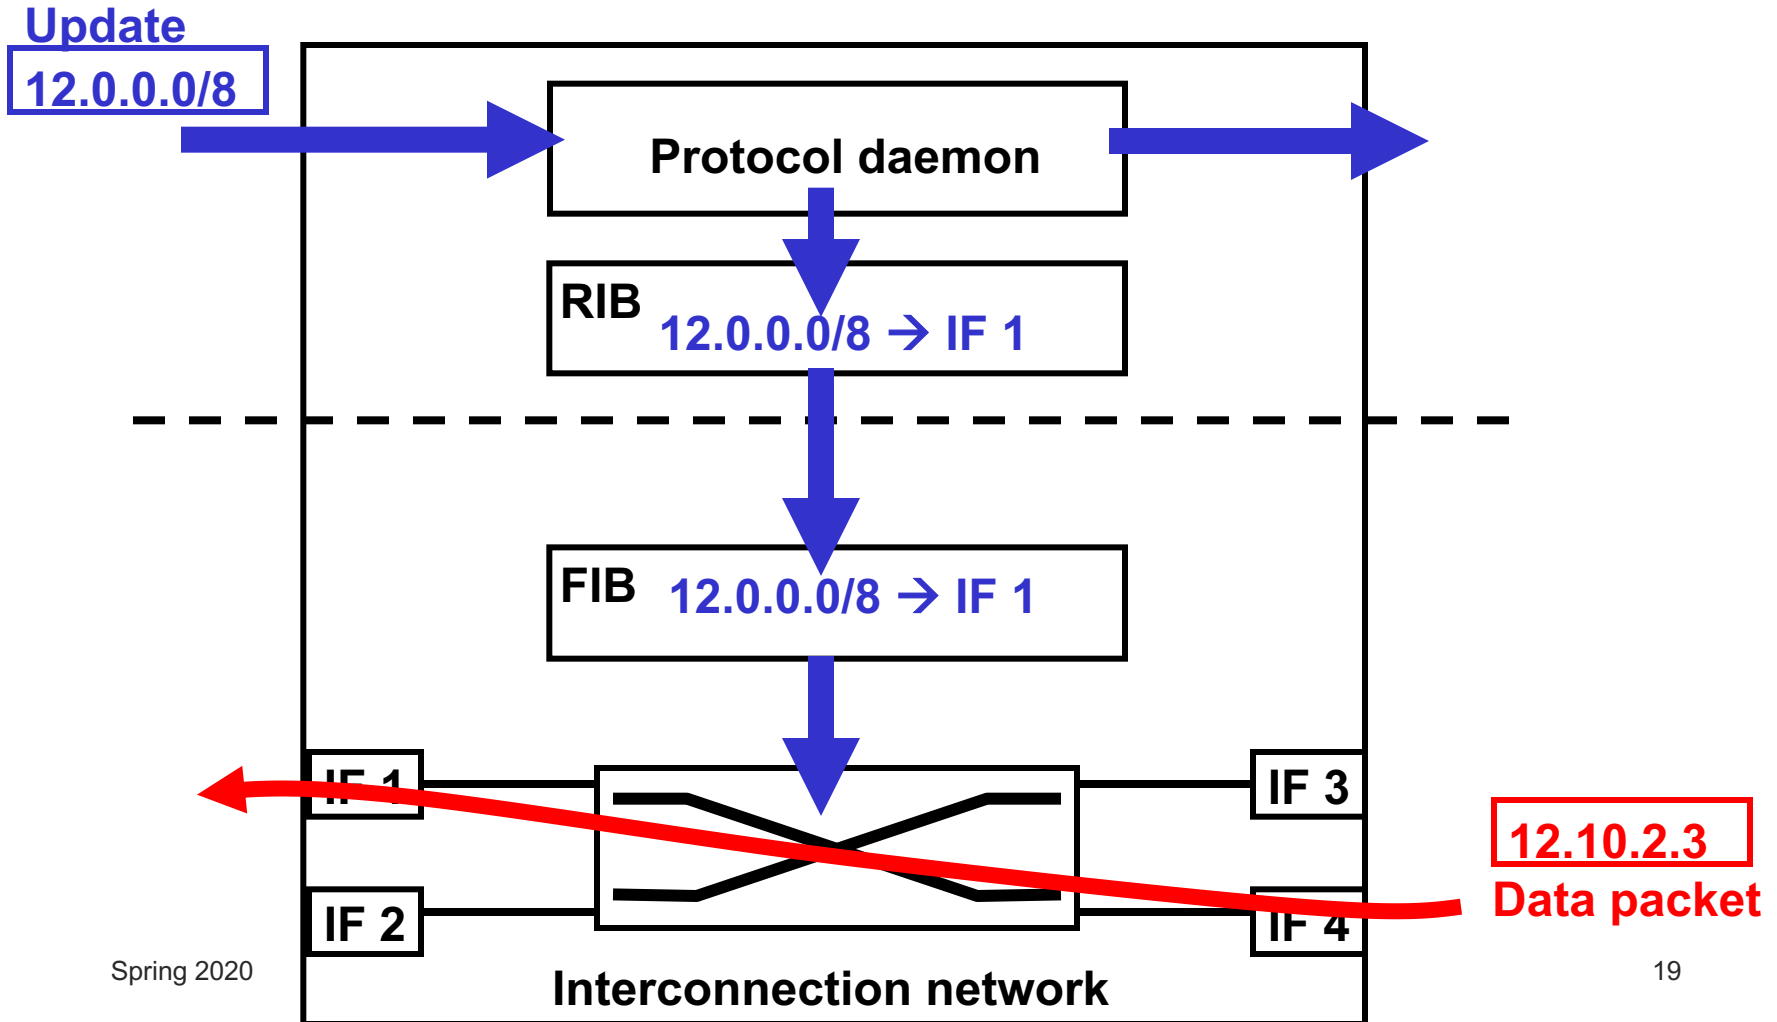 Update
12.0.0.0/8
Protocol daemon
RIB
12.0.0.0/8 → IF 1
FIB
12.0.0.0/8 → IF 1
IF 1
IF 3
12.10.2.3
Data packet
IF 2
IF 4
Spring 2020
Interconnection network
19